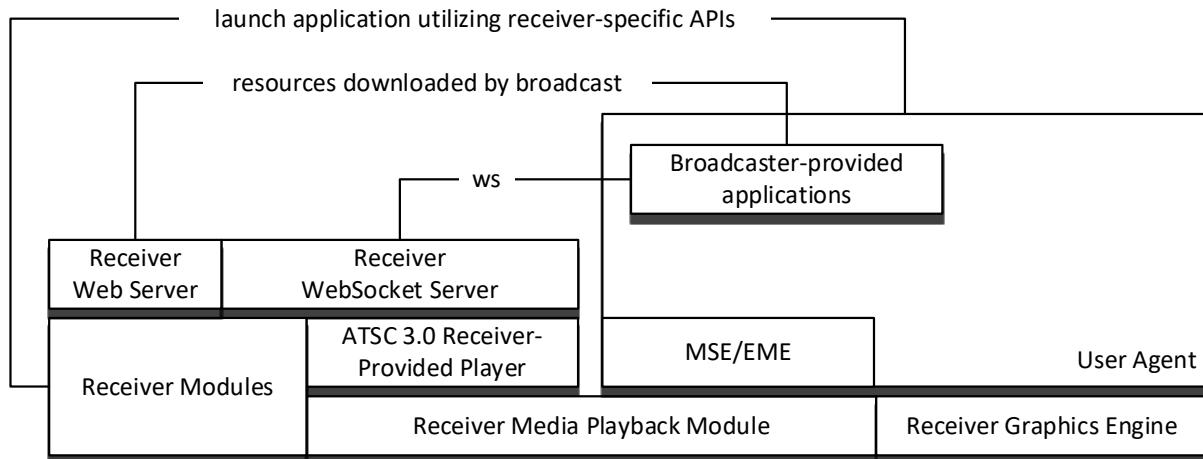 launch application utilizing receiver-specific APIs
resources downloaded by broadcast
Broadcaster-provided
applications
ws
Receiver
Web Server
Receiver
WebSocket Server
ATSC 3.0 Receiver-
Provided Player
MSE/EME
User Agent
Receiver Modules
Receiver Media Playback Module
Receiver Graphics Engine